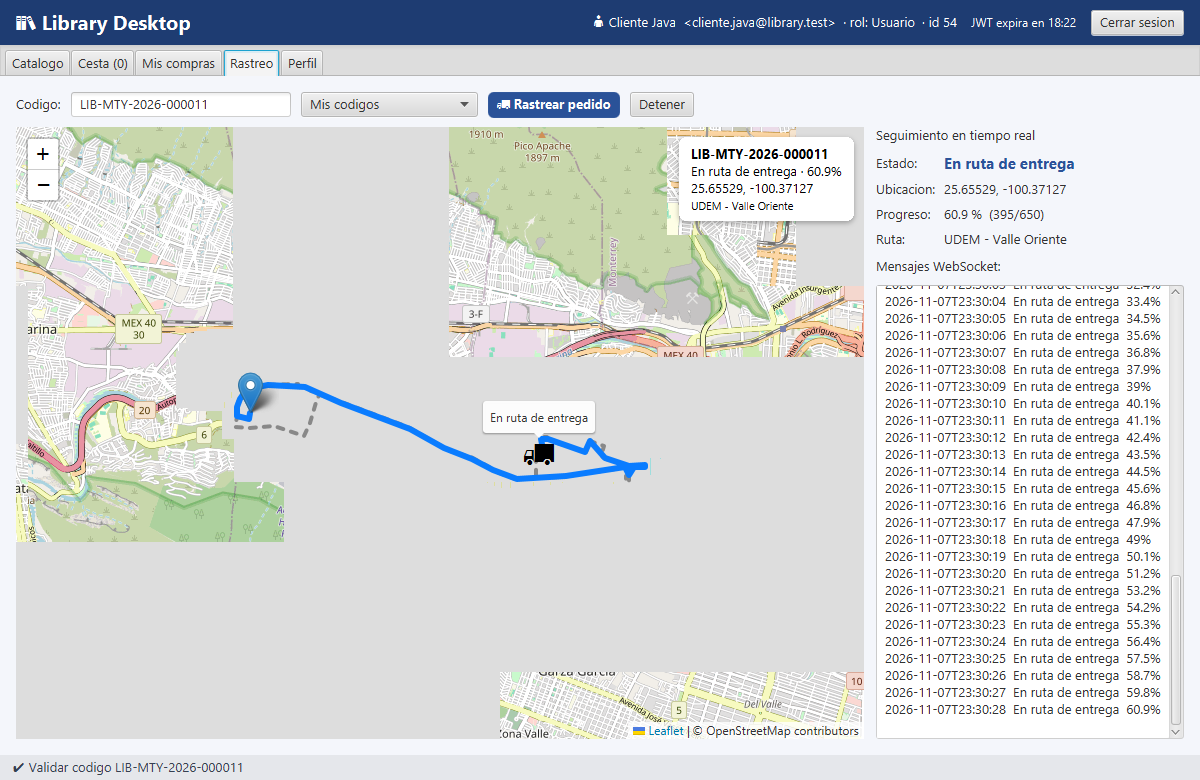 Library Desktop
Cliente Java <cliente.java@library.test> · rol: Usuario · id 54 JWT expira en 18:22 Cerrar sesion
Catalogo Cesta (0) Mis compras Rastreo Perfil
Codigo: LIB-MTY-2026-000011 Mis codigos Rastrear pedido Detener
+
−
1910 m
Pico Apache
1897 m
Monterrey
LIB-MTY-2026-000011
En ruta de entrega · 60.9%
25.65529, -100.37127
UDEM - Valle Oriente
3-F
Avenida Insurgente
MEX 40
MEX 40
30
arina
20
Autop
6
En ruta de entrega
Garza García
10
5
Del Valle
Avenida José
Zona Valle
Leaflet | © OpenStreetMap contributors
Seguimiento en tiempo real
Estado: En ruta de entrega
Ubicacion: 25.65529, -100.37127
Progreso: 60.9 % (395/650)
Ruta: UDEM - Valle Oriente
Mensajes WebSocket:
2026-11-07T23:30:03 En ruta de entrega 32.4%
2026-11-07T23:30:04 En ruta de entrega 33.4%
2026-11-07T23:30:05 En ruta de entrega 34.5%
2026-11-07T23:30:06 En ruta de entrega 35.6%
2026-11-07T23:30:07 En ruta de entrega 36.8%
2026-11-07T23:30:08 En ruta de entrega 37.9%
2026-11-07T23:30:09 En ruta de entrega 39%
2026-11-07T23:30:10 En ruta de entrega 40.1%
2026-11-07T23:30:11 En ruta de entrega 41.1%
2026-11-07T23:30:12 En ruta de entrega 42.4%
2026-11-07T23:30:13 En ruta de entrega 43.5%
2026-11-07T23:30:14 En ruta de entrega 44.5%
2026-11-07T23:30:15 En ruta de entrega 45.6%
2026-11-07T23:30:16 En ruta de entrega 46.8%
2026-11-07T23:30:17 En ruta de entrega 47.9%
2026-11-07T23:30:18 En ruta de entrega 49%
2026-11-07T23:30:19 En ruta de entrega 50.1%
2026-11-07T23:30:20 En ruta de entrega 51.2%
2026-11-07T23:30:21 En ruta de entrega 53.2%
2026-11-07T23:30:22 En ruta de entrega 54.2%
2026-11-07T23:30:23 En ruta de entrega 55.3%
2026-11-07T23:30:24 En ruta de entrega 56.4%
2026-11-07T23:30:25 En ruta de entrega 57.5%
2026-11-07T23:30:26 En ruta de entrega 58.7%
2026-11-07T23:30:27 En ruta de entrega 59.8%
2026-11-07T23:30:28 En ruta de entrega 60.9%
✔ Validar codigo LIB-MTY-2026-000011